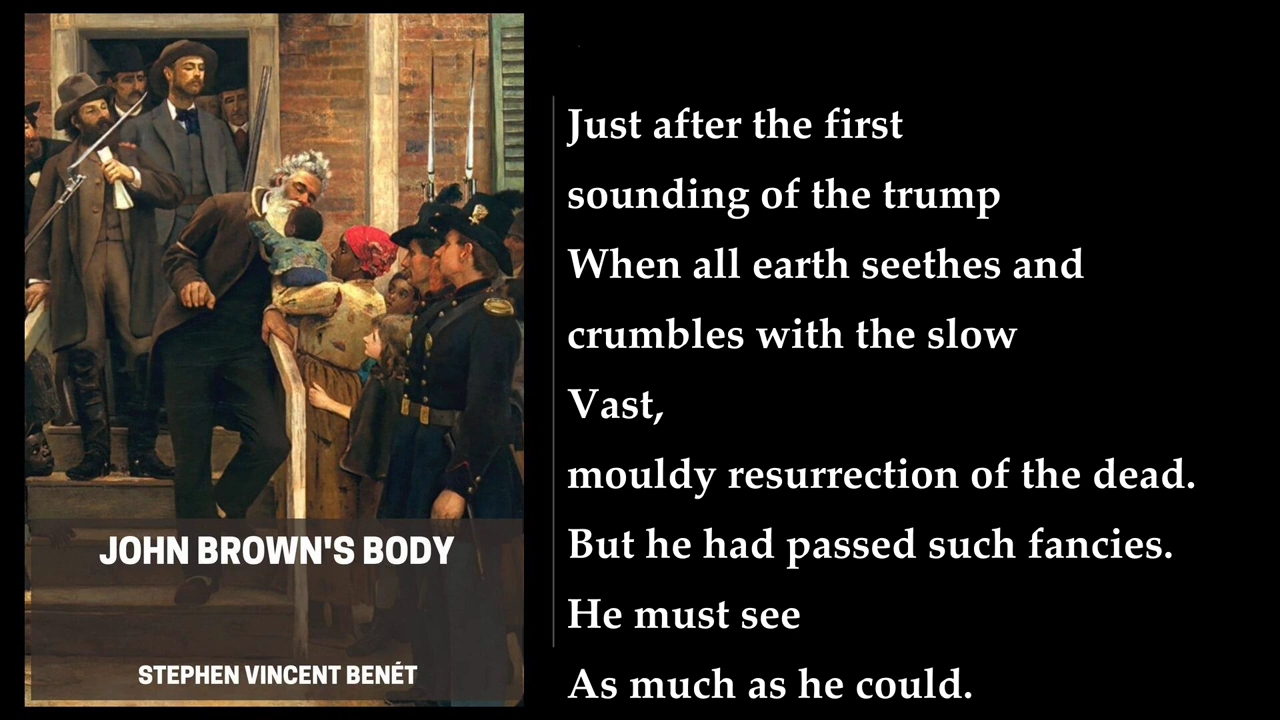 JOHN BROWN'S BODY
STEPHEN VINCENT BENÉT
Just after the first
sounding of the trump
When all earth seethes and
crumbles with the slow
Vast,
mouldy resurrection of the dead.
But he had passed such fancies.
He must see
As much as he could.